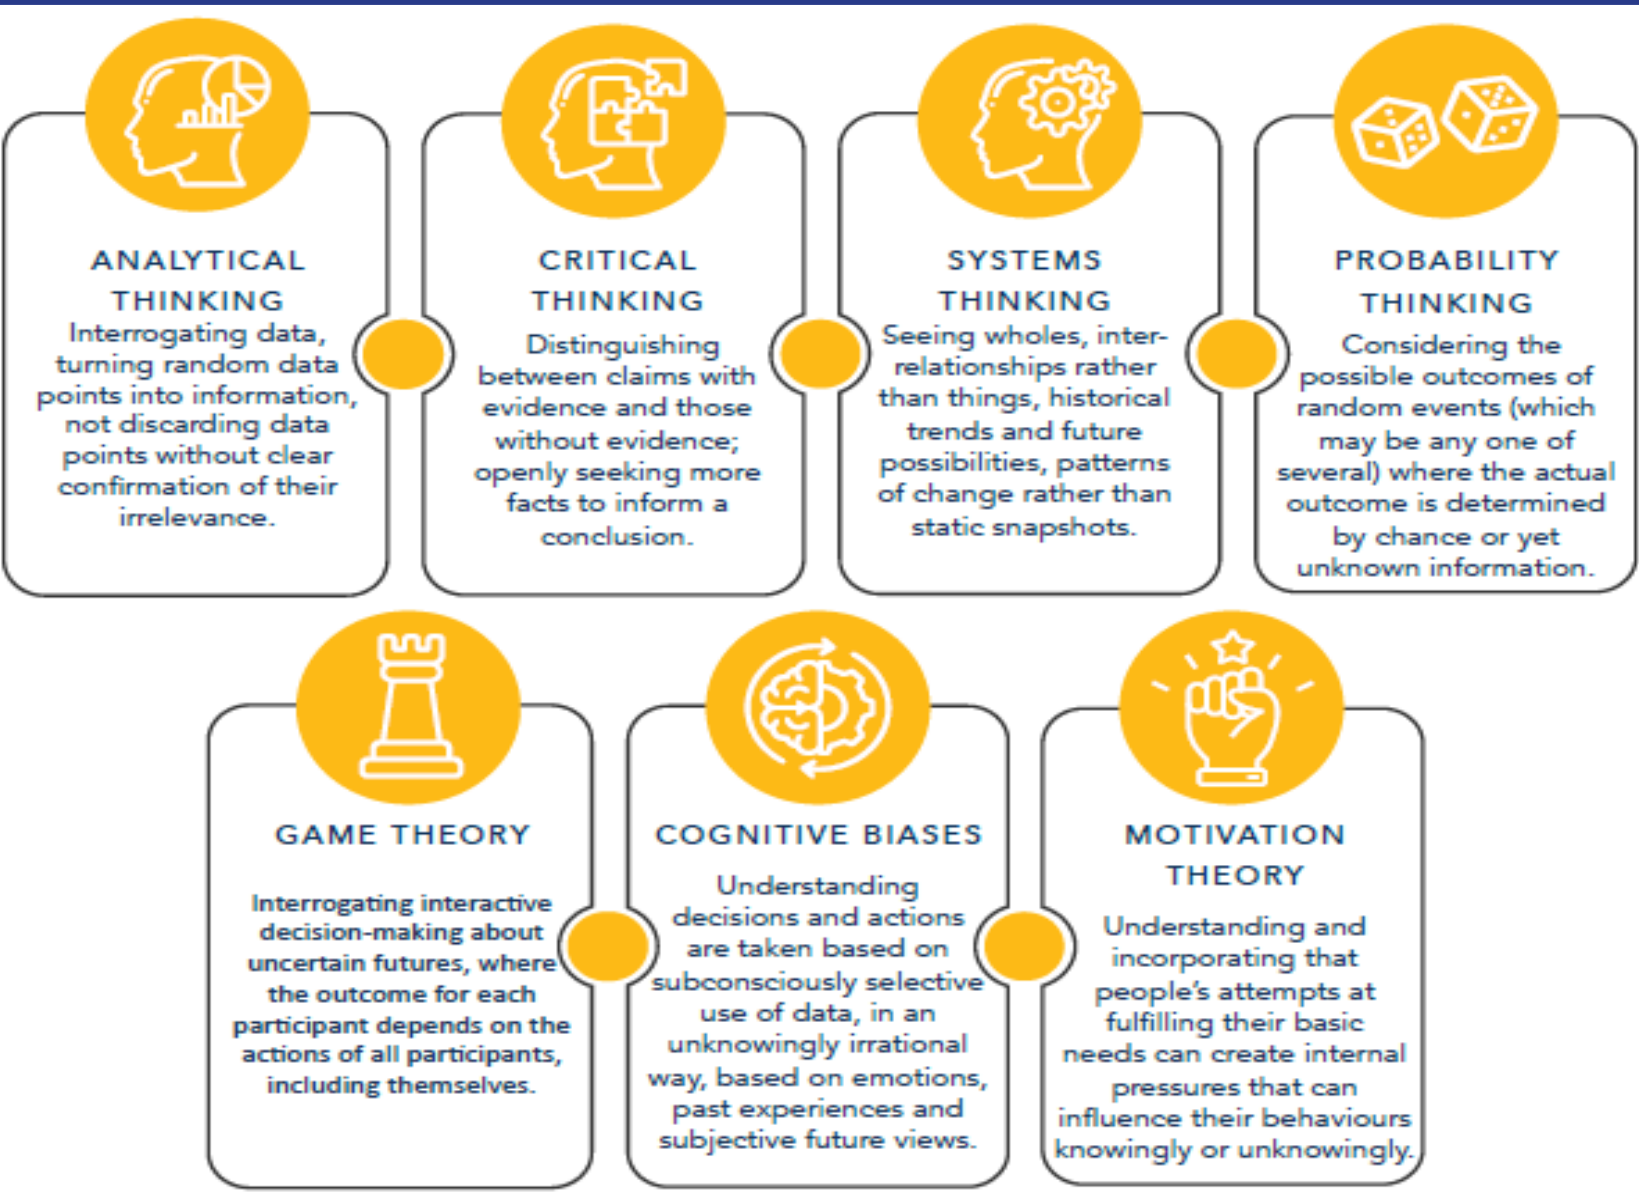 ANALYTICAL
THINKING
Interrogating data,
turning random data
points into information,
not discarding data
points without clear
confirmation of their
irrelevance.
CRITICAL
THINKING
Distinguishing
between claims with
evidence and those
without evidence;
openly seeking more
facts to inform a
conclusion.
SYSTEMS
THINKING
Seeing wholes, inter-
relationships rather
than things, historical
trends and future
possibilities, patterns
of change rather than
static snapshots.
PROBABILITY
THINKING
Considering the
possible outcomes of
random events (which
may be any one of
several) where the actual
outcome is determined
by chance or yet
unknown information.
GAME THEORY
Interrogating interactive
decision-making about
uncertain futures, where
the outcome for each
participant depends on the
actions of all participants,
including themselves.
COGNITIVE BIASES
Understanding
decisions and actions
are taken based on
subconsciously selective
use of data, in an
unknowingly irrational
way, based on emotions,
past experiences and
subjective future views.
MOTIVATION
THEORY
Understanding and
incorporating that
people's attempts at
fulfilling their basic
needs can create internal
pressures that can
influence their behaviours
knowingly or unknowingly.